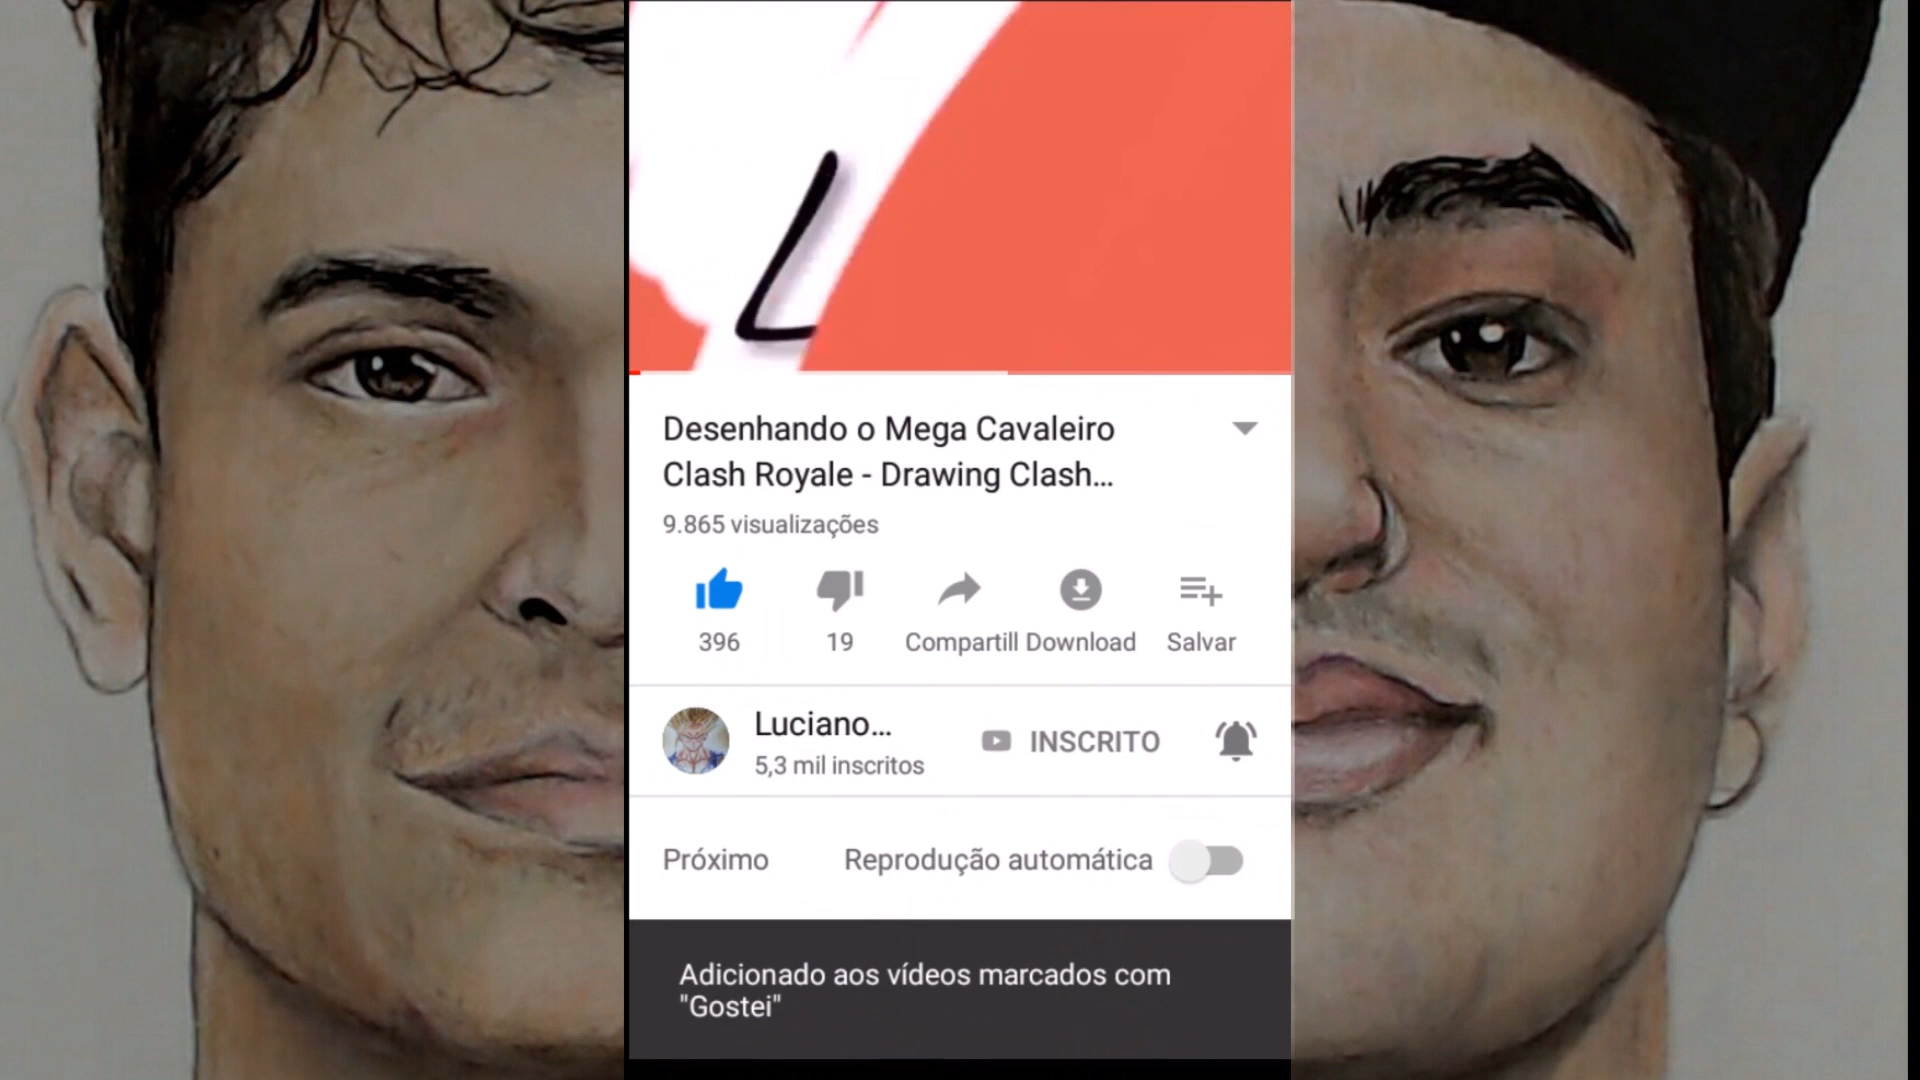 Desenhando o Mega Cavaleiro
Clash Royale - Drawing Clash...
9.865 visualizações
396
19
Compartill
Download
Salvar
Luciano...
INSCRITO
5,3 mil inscritos
Próximo
Reprodução automática
Adicionado aos vídeos marcados com
"Gostei"